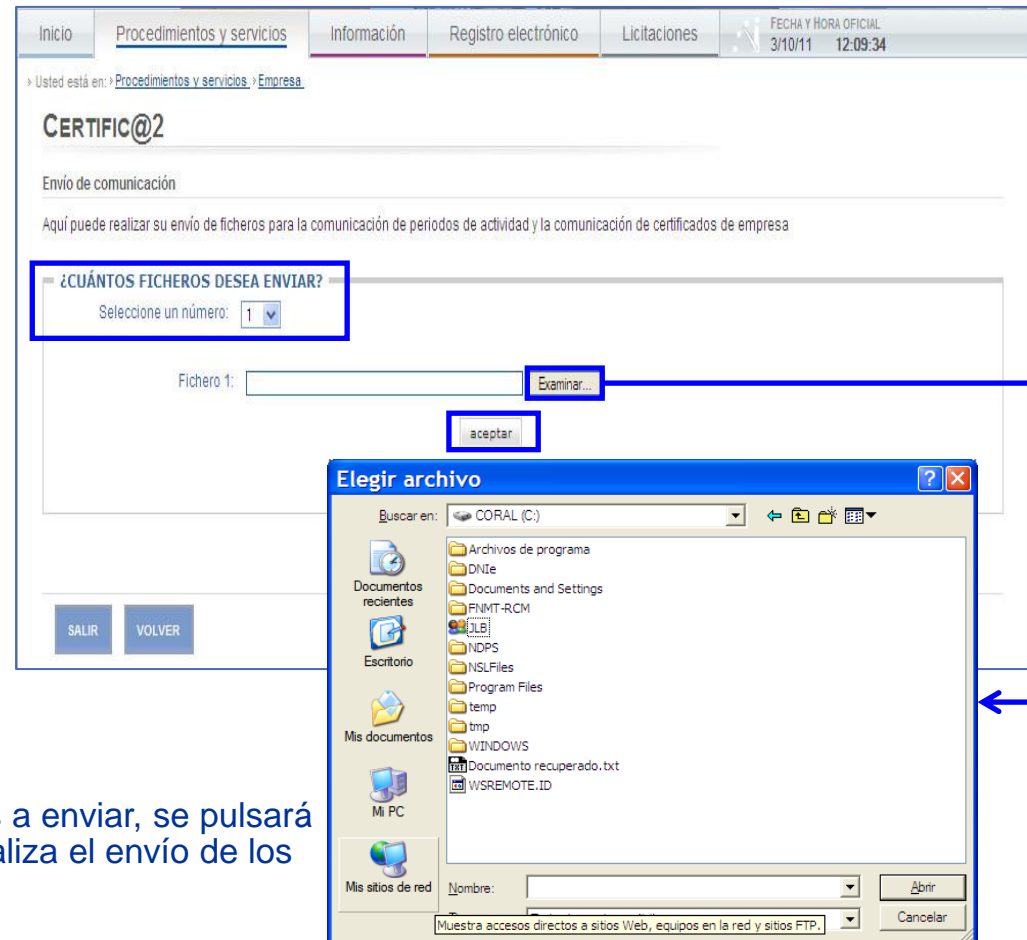 Inicio Procedimientos y servicios Información Registro electrónico Licitaciones FECHA Y HORA OFICIAL
3/10/11 12:09:34
Usted está en: Procedimientos y servicios Empresa
CERTIFIC@2
Envío de comunicación
Aquí puede realizar su envío de ficheros para la comunicación de periodos de actividad y la comunicación de certificados de empresa
¿CUÁNTOS FICHEROS DESEA ENVIAR?
Seleccione un número: 1
Fichero 1: Examinar...
aceptar
SALIR VOLVER
Elegir archivo
Buscar en: CORAL (C:)
Documentos recientes
Escritorio
Mis documentos
Mi PC
Mis sitios de red
Archivos de programa
DNIe
Documents and Settings
FNMT-RCM
JLB
NDPS
NSLFiles
Program Files
temp
tmp
WINDOWS
Documento recuperado.txt
WSREMOTE.ID
Nombre: Abrir
Cancelar
Muestra accesos directos a sitios Web, equipos en la red y sitios FTP.
s a enviar, se pulsará
aliza el envío de los